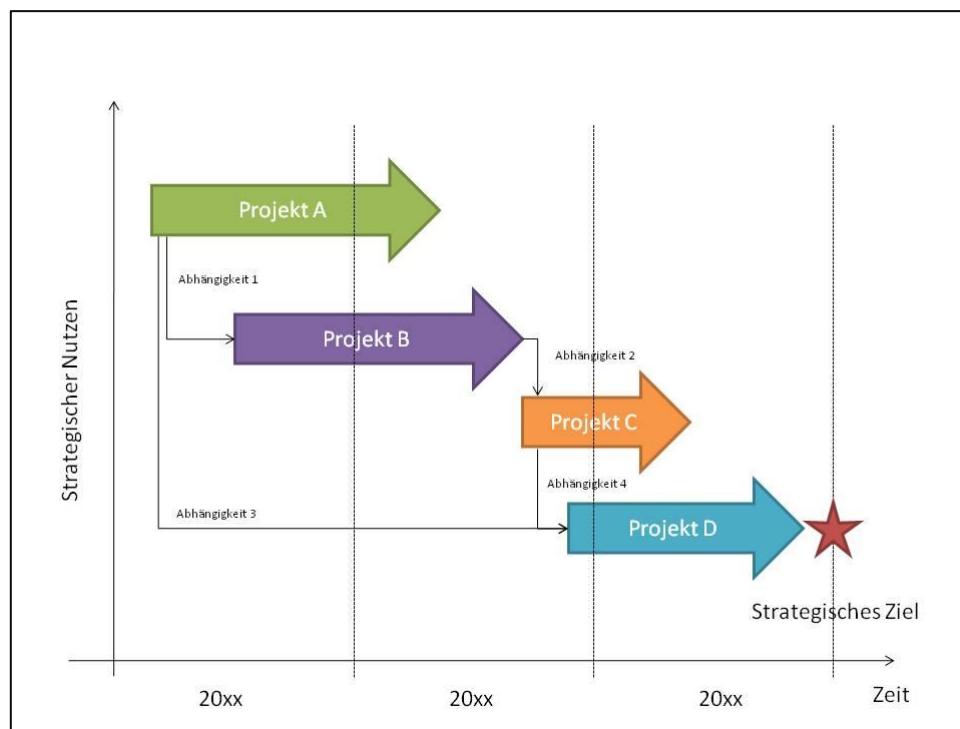 Projekt A
Abhängigkeit 1
Projekt B
Abhängigkeit 2
Projekt C
Abhängigkeit 4
Abhängigkeit 3
Projekt D
Strategischer Nutzen
Strategisches Ziel
20xx
20xx
20xx
Zeit